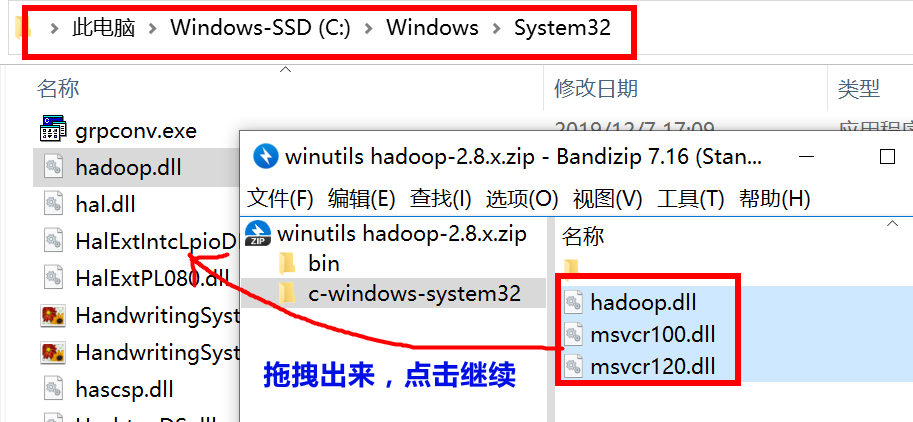 此电脑 > Windows-SSD (C:) > Windows > System32
名称 修改日期 类型
grpconv.exe 2019/12/7 17:09 应用程序
hadoop.dll
hal.dll
HalExtIntcLpioD
HalExtPL080.dll
HandwritingSyst
HandwritingSyst
hascsp.dll
winutils hadoop-2.8.x.zip - Bandizip 7.16 (Stan...
文件(F) 编辑(E) 查找(I) 选项(O) 视图(V) 工具(T) 帮助(H)
winutils hadoop-2.8.x.zip
ZIP
bin
c-windows-system32
名称
hadoop.dll
msvcr100.dll
msvcr120.dll
拖拽出来，点击继续